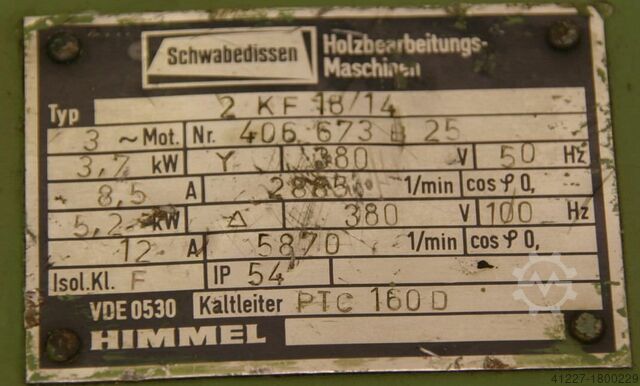 Schwabedissen Holzbearbeitungs-
Maschinen
Typ 2 KF 18/14
3 ~ Mot. Nr. 406 673 25
3,7 kW Y 380 V 50 Hz
8,5 A 1/min cos φ 0,
5,2 kW Δ 380 V 100 Hz
12 A 5870 1/min cos φ 0,
Isol.Kl. F IP 54
VDE 0530 Kaltleiter PTC 160 D
HIMMEL
41227-1800229